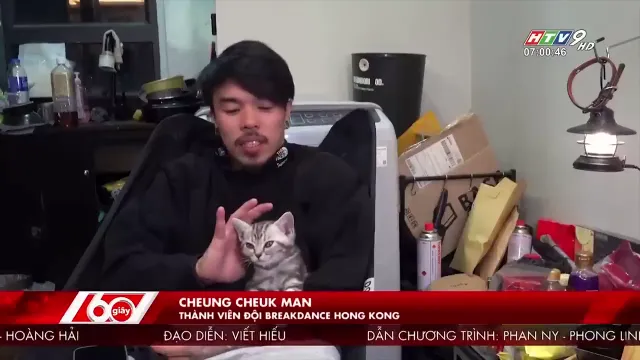 HTV9 HD
07:00:46
60 giây
CHEUNG CHEUK MAN
THÀNH VIÊN ĐỘI BREAKDANCE HONG KONG
- HOÀNG HẢI ĐẠO DIỄN: VIẾT HIẾU DẪN CHƯƠNG TRÌNH: PHAN NY - PHONG LINH